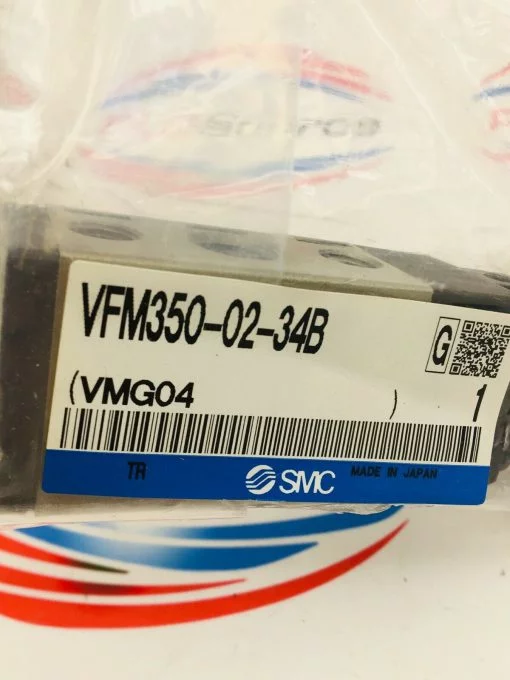 VFM350-02-34B
G
(VMG04 )
1
TR
SMC
MADE IN JAPAN